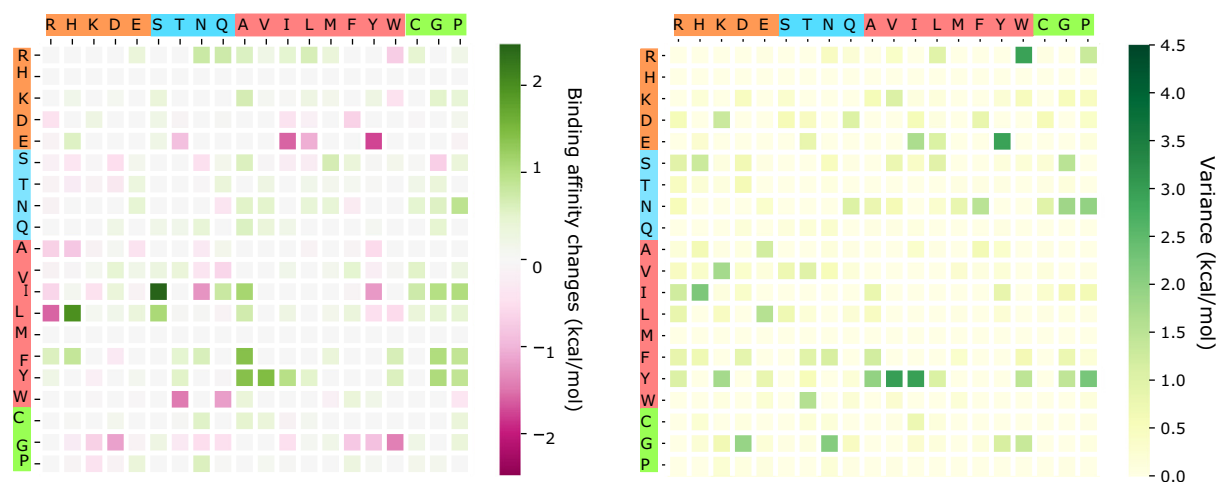 R H K D E S T N Q A V I L M F Y W C G P
R
H
K
D
E
S
T
N
Q
A
V
I
L
M
F
Y
W
C
G
P
2
1
0
−1
−2
Binding affinity changes (kcal/mol)
R H K D E S T N Q A V I L M F Y W C G P
R
H
K
D
E
S
T
N
Q
A
V
I
L
M
F
Y
W
C
G
P
4.5
4.0
3.5
3.0
2.5
2.0
1.5
1.0
0.5
0.0
Variance (kcal/mol)